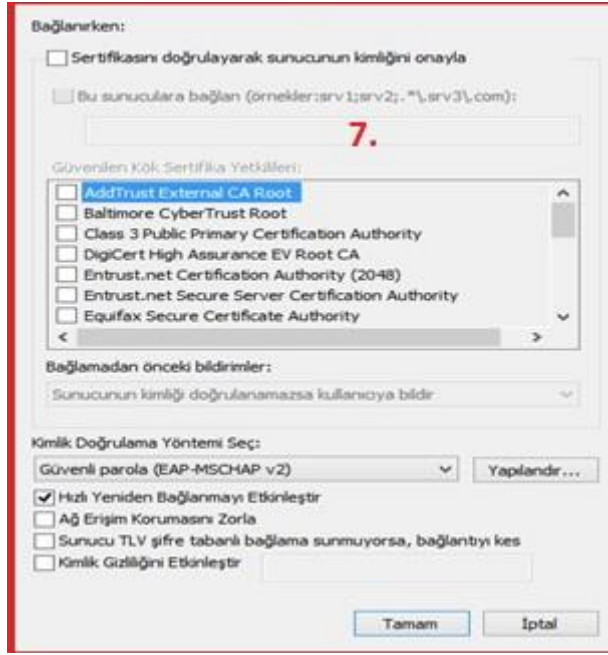 Bağlanırken:
Sertifikasını doğrulayarak sunucunun kimliğini onayla
Bu sunuculara bağlan (örnekler:srv1;srv2;.*\.srv3\.com):
7.
Güvenilen Kök Sertifika Yetkilileri:
AddTrust External CA Root
Baltimore CyberTrust Root
Class 3 Public Primary Certification Authority
DigiCert High Assurance EV Root CA
Entrust.net Certification Authority (2048)
Entrust.net Secure Server Certification Authority
Equifax Secure Certificate Authority
Bağlamadan önceki bildirimler:
Sunucunun kimliği doğrulanamazsa kullanıcıya bildir
Kimlik Doğrulama Yöntemi Seç:
Güvenli parola (EAP-MSCHAP v2)
Yapılandır...
Hızlı Yeniden Bağlanmayı Etkinleştir
Ağ Erişim Korumasını Zorla
Sunucu TLV şifre tabanlı bağlama sunmuyorsa, bağlantıyı kes
Kimlik Gizliliğini Etkinleştir
Tamam
İptal